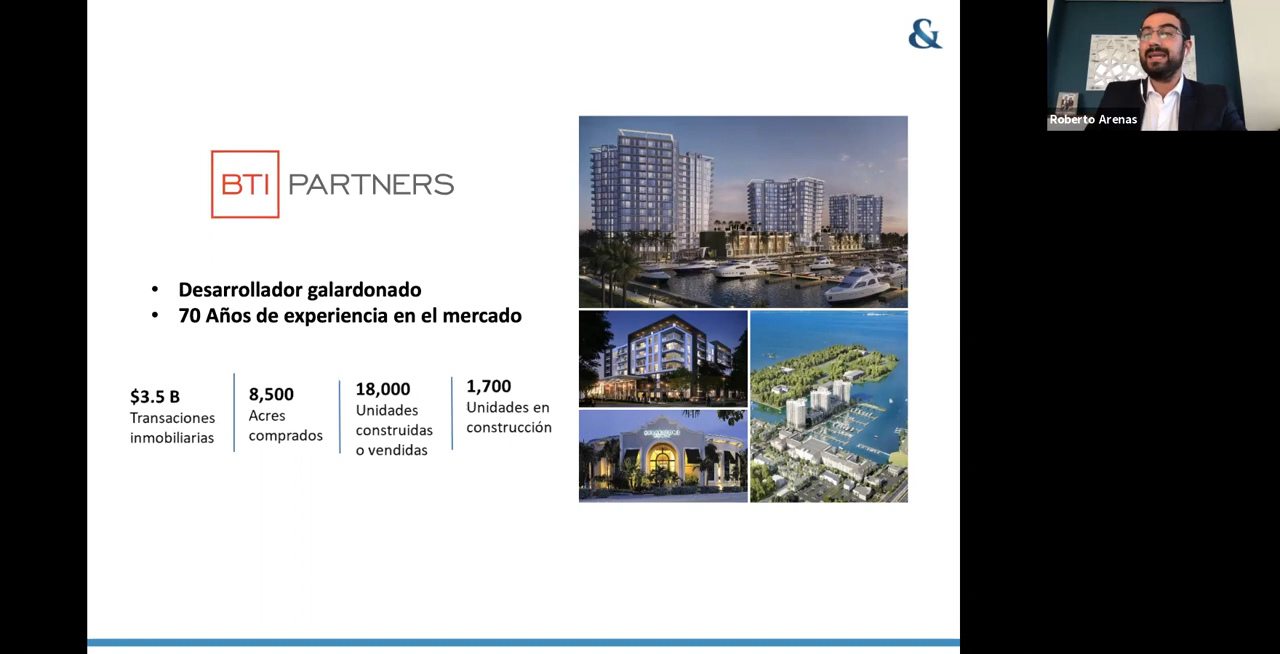 &
Roberto Arenas
BTI PARTNERS
• Desarrollador galardonado
• 70 Años de experiencia en el mercado
$3.5 B
Transaciones
inmobiliarias
8,500
Acres
comprados
18,000
Unidades
construidas
o vendidas
1,700
Unidades en
construcción